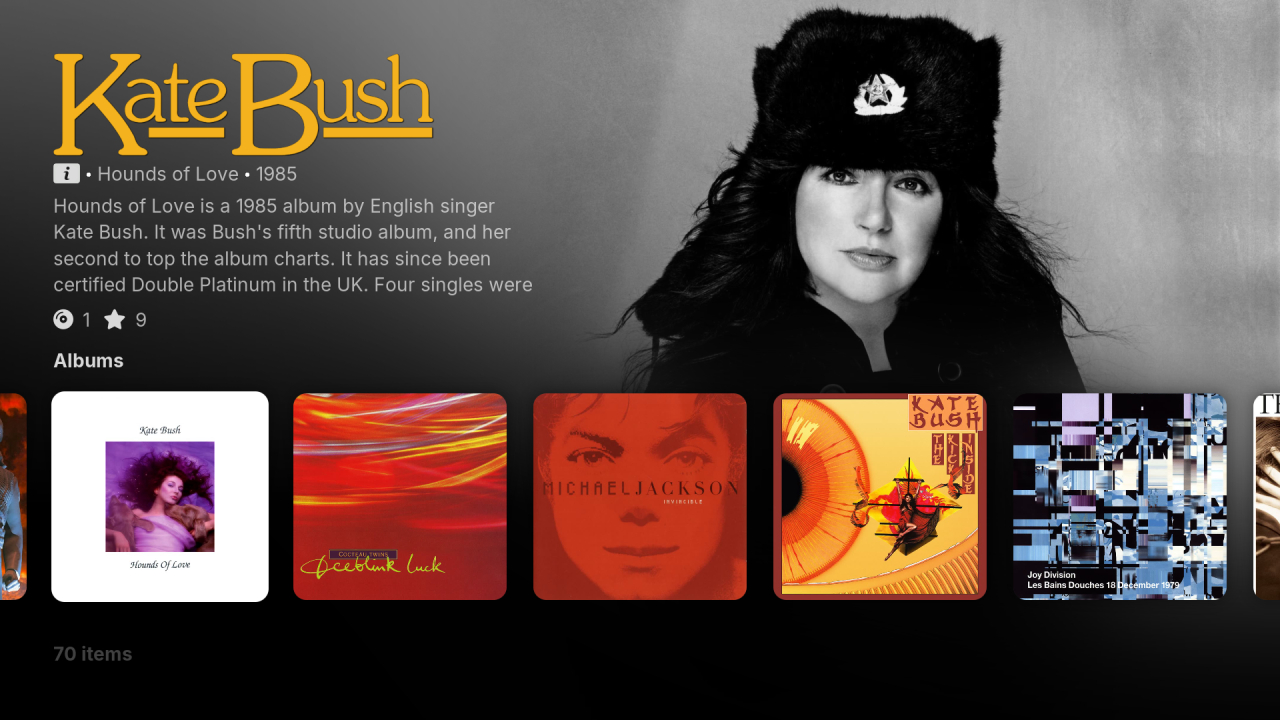 Kate Bush
i • Hounds of Love • 1985
Hounds of Love is a 1985 album by English singer
Kate Bush. It was Bush's fifth studio album, and her
second to top the album charts. It has since been
certified Double Platinum in the UK. Four singles were
1 9
Albums
Kate Bush
Hounds Of Love
COCTEAU TWINS
Iceblink Luck
MICHAEL JACKSON
INVINCIBLE
KATE
BUSH
THE
KICK
INSIDE
Joy Division
Les Bains Douches 18 December 1979
70 items